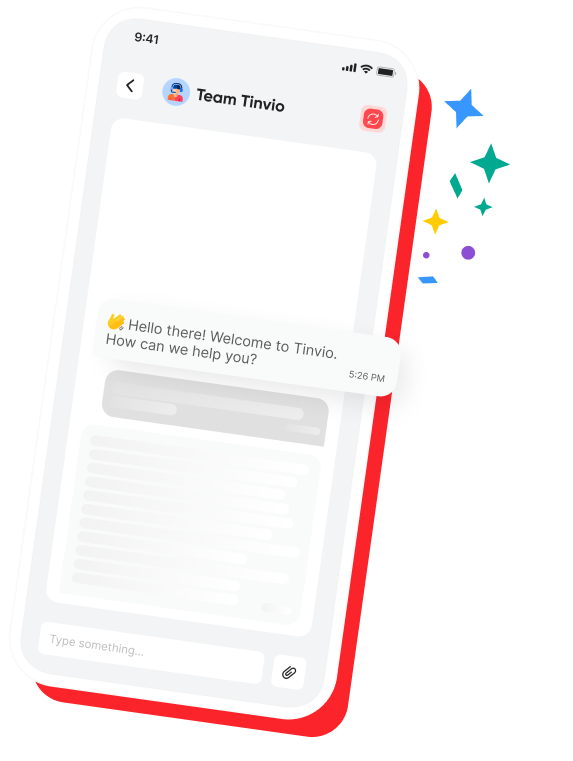 9:41
Team Tinvio
👋 Hello there! Welcome to Tinvio.
How can we help you?
5:26 PM
Type something...